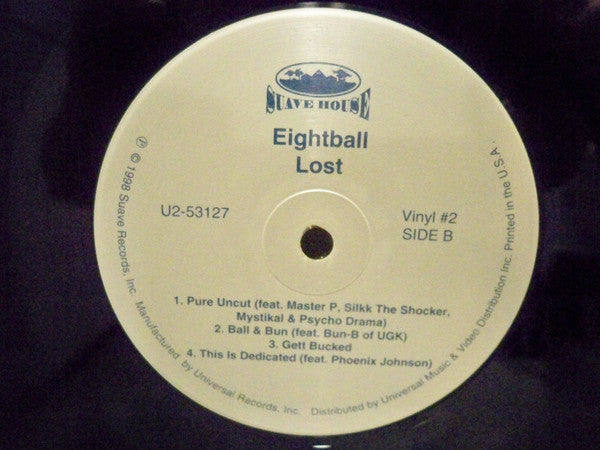 SUAVE HOUSE
Eightball
Lost
U2-53127
Vinyl #2
SIDE B
1. Pure Uncut (feat. Master P, Silkk The Shocker,
Mystikal & Psycho Drama)
2. Ball & Bun (feat. Bun-B of UGK)
3. Gett Bucked
4. This Is Dedicated (feat. Phoenix Johnson)
℗ © 1998 Suave Records, Inc. Manufactured by Universal Records, Inc. Distributed by Universal Music & Video Distribution Inc. Printed in the U.S.A.